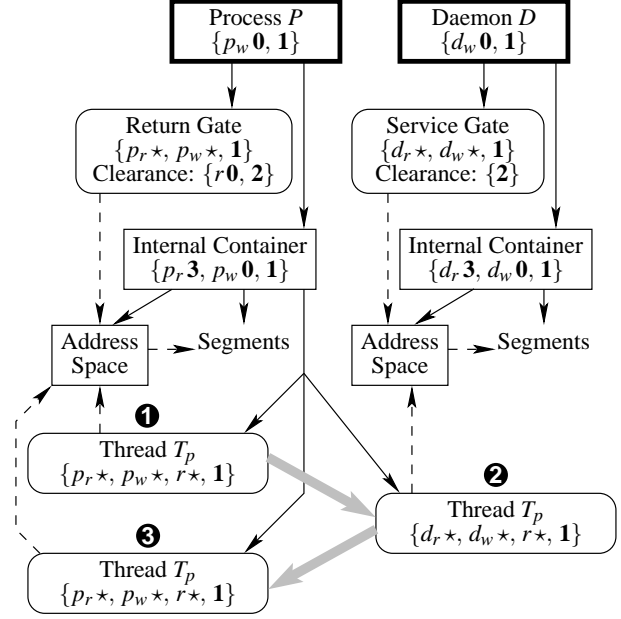 Process P
{p_w 0, 1}
Daemon D
{d_w 0, 1}
Return Gate
{p_r ⋆, p_w ⋆, 1}
Clearance: {r 0, 2}
Service Gate
{d_r ⋆, d_w ⋆, 1}
Clearance: {2}
Internal Container
{p_r 3, p_w 0, 1}
Internal Container
{d_r 3, d_w 0, 1}
Address
Space
Segments
Address
Space
Segments
❶
Thread T_p
{p_r ⋆, p_w ⋆, r⋆, 1}
❷
Thread T_p
{d_r ⋆, d_w ⋆, r⋆, 1}
❸
Thread T_p
{p_r ⋆, p_w ⋆, r⋆, 1}